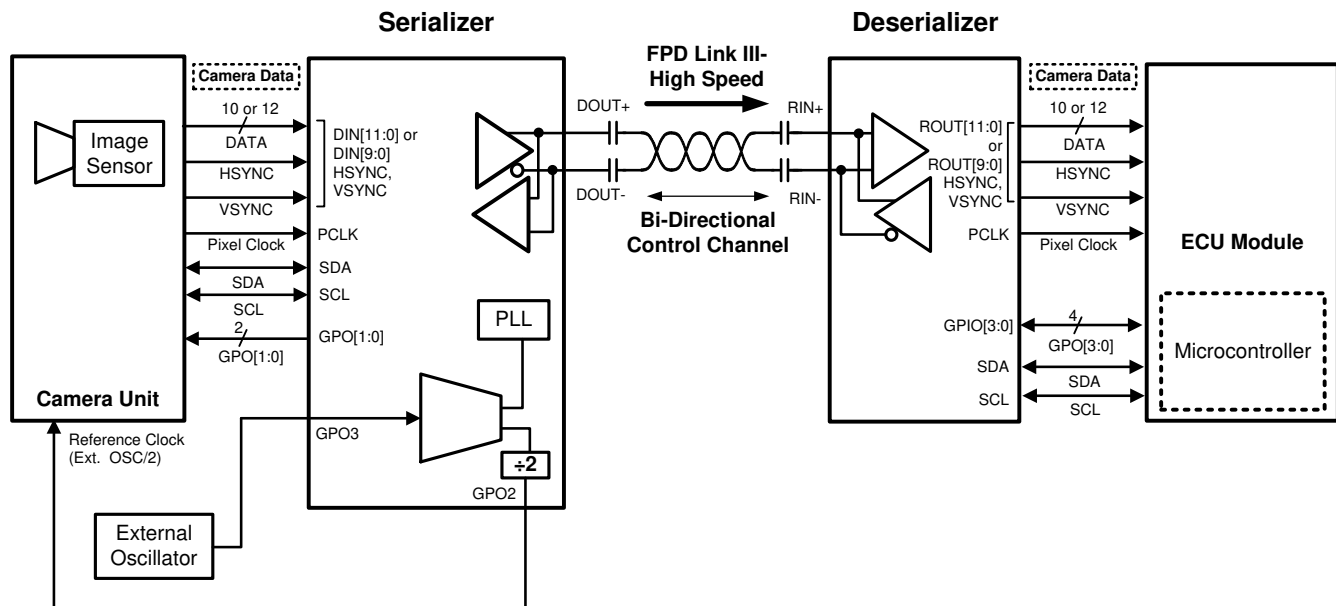 Serializer
Deserializer
Camera Data
10 or 12
DATA
HSYNC
VSYNC
Pixel Clock
SDA
SCL
2
GPO[1:0]
Image
Sensor
Camera Unit
DIN[11:0] or
DIN[9:0]
HSYNC,
VSYNC
PCLK
SDA
SCL
GPO[1:0]
PLL
GPO3
÷2
GPO2
Reference Clock
(Ext. OSC/2)
External
Oscillator
FPD Link III-
High Speed
DOUT+
RIN+
DOUT-
RIN-
Bi-Directional
Control Channel
ROUT[11:0]
or
ROUT[9:0]
HSYNC,
VSYNC
PCLK
GPIO[3:0]
SDA
SCL
Camera Data
10 or 12
DATA
HSYNC
VSYNC
Pixel Clock
4
GPO[3:0]
SDA
SCL
ECU Module
Microcontroller